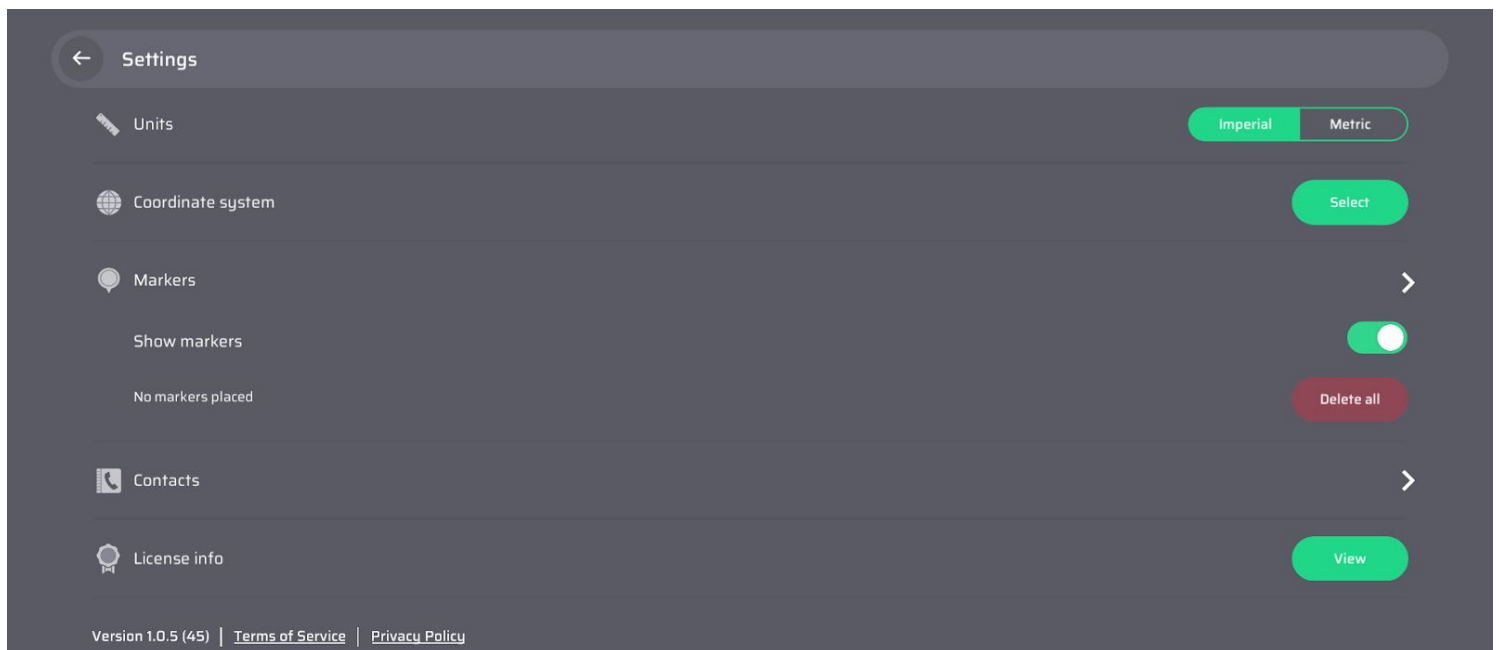 Settings
Units
Imperial Metric
Coordinate system
Select
Markers
Show markers
No markers placed
Delete all
Contacts
License info
View
Version 1.0.5 (45) | Terms of Service | Privacy Policy